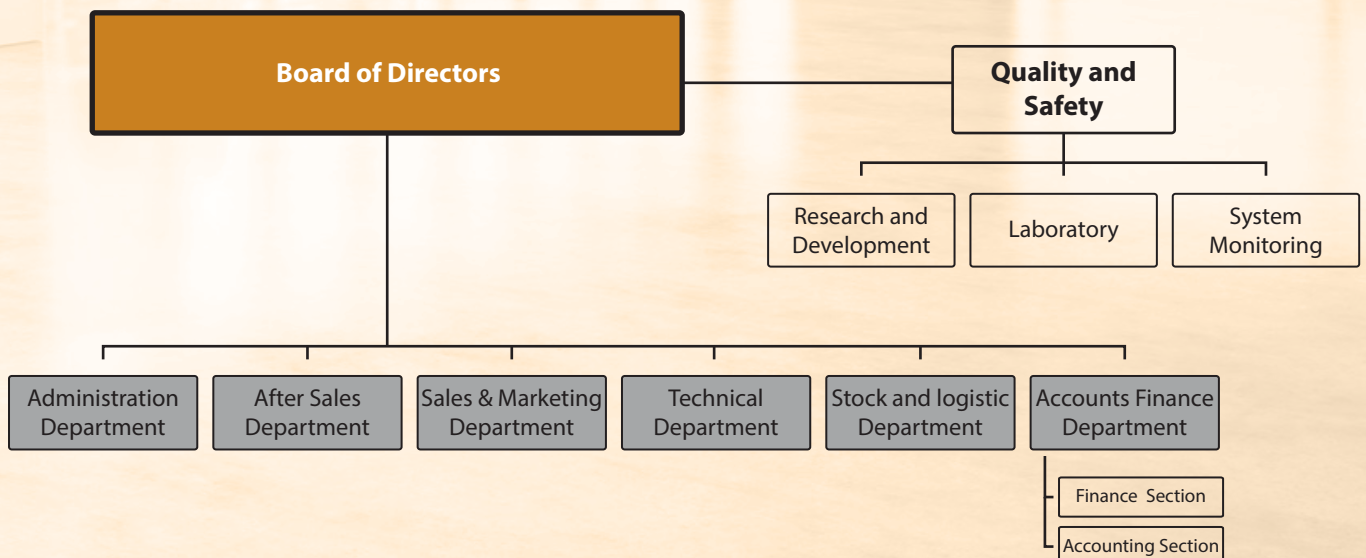 Board of Directors
Quality and
Safety
Research and
Development
Laboratory
System
Monitoring
Administration
Department
After Sales
Department
Sales & Marketing
Department
Technical
Department
Stock and logistic
Department
Accounts Finance
Department
Finance Section
Accounting Section